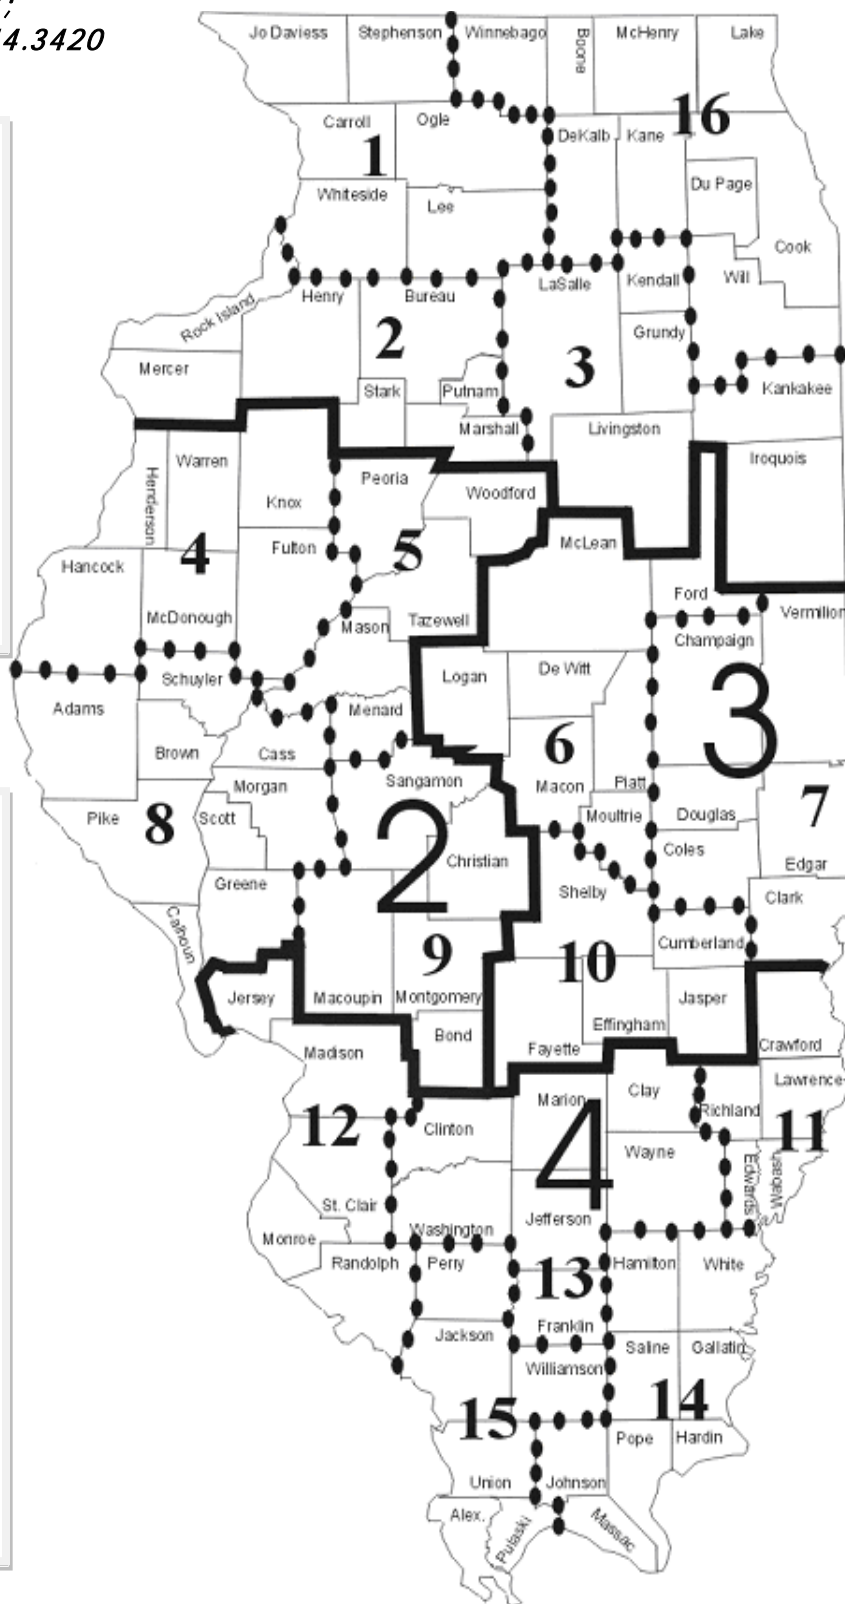 4.3420
Jo Daviess
Stephenson
Winnebago
Boone
McHenry
Lake
Carroll
Ogle
DeKalb
Kane
16
1
Du Page
Whiteside
Lee
Cook
Rock Island
Henry
Bureau
LaSalle
Kendall
Will
2
Grundy
3
Mercer
Stark
Putnam
Kankakee
Marshall
Livingston
Warren
Henderson
Knox
Peoria
Woodford
Iroquois
4
Fulton
5
McLean
Hancock
Ford
McDonough
Mason
Tazewell
Champaign
Vermilion
Schuyler
Logan
De Witt
Adams
Menard
3
Brown
Cass
6
Sangamon
Morgan
Macon
Piatt
Pike
8
Scott
2
Moultrie
Douglas
7
Christian
Coles
Edgar
Greene
Shelby
Clark
Calhoun
9
Cumberland
10
Jersey
Macoupin
Montgomery
Jasper
Effingham
Bond
Fayette
Crawford
Madison
Marion
Clay
Lawrence
Richland
12
Clinton
4
11
Wayne
Edwards
Wabash
St. Clair
Washington
Jefferson
Monroe
Randolph
Perry
13
Hamilton
White
Jackson
Franklin
Saline
Gallatin
Williamson
15
14
Pope
Hardin
Union
Johnson
Alex.
Pulaski
Massac